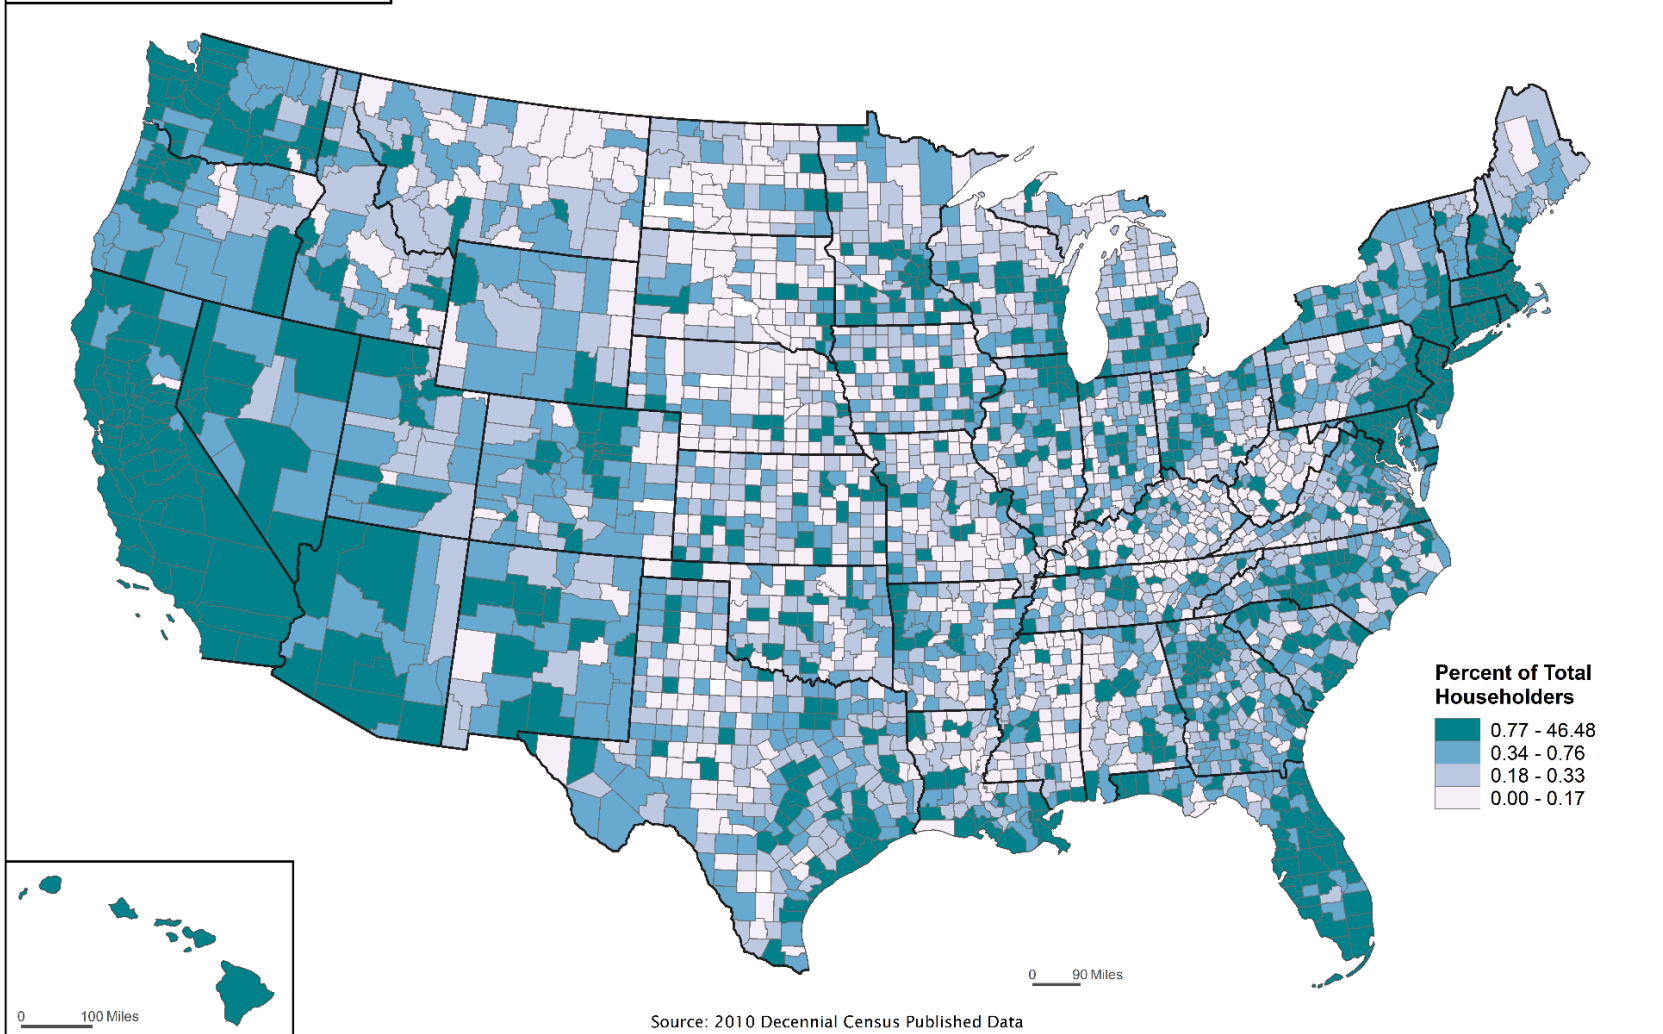 Percent of Total
Householders
0.77 - 46.48
0.34 - 0.76
0.18 - 0.33
0.00 - 0.17
0 90 Miles
0 100 Miles
Source: 2010 Decennial Census Published Data